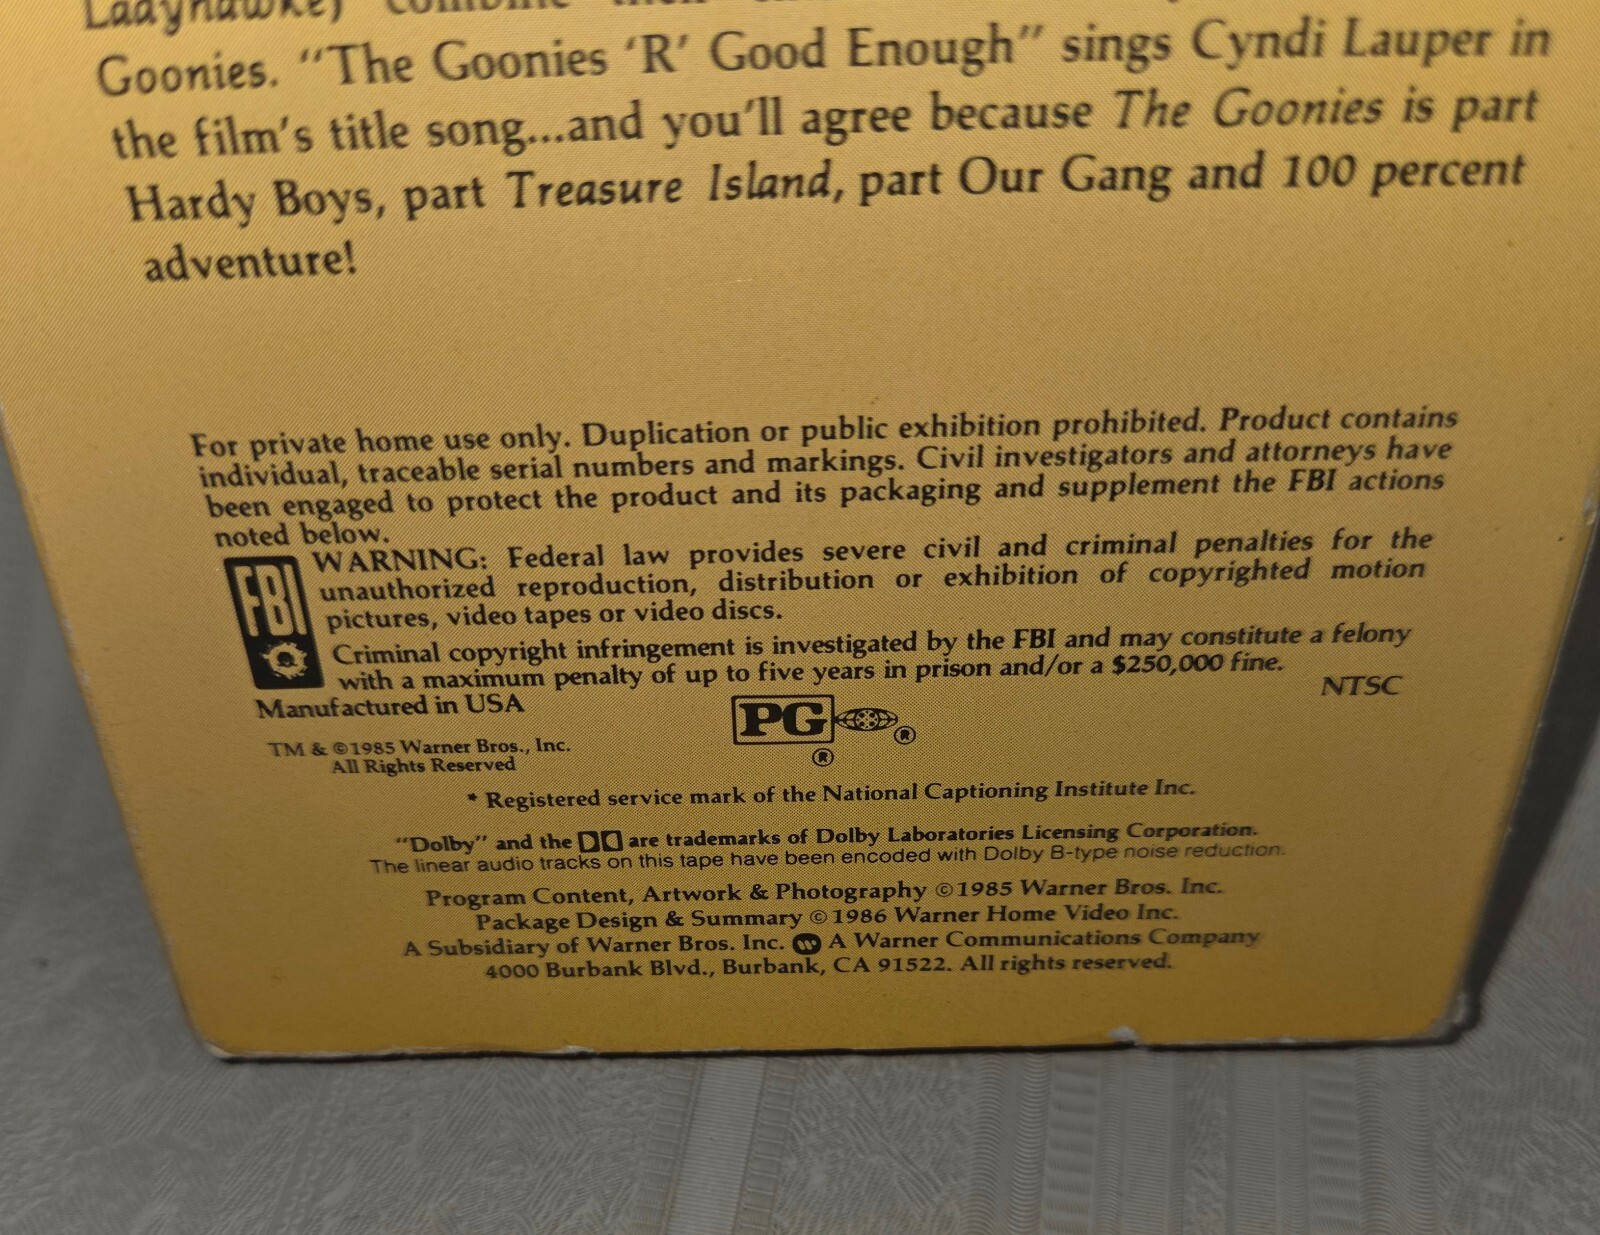 Ladyhawke) combine their
Goonies. "The Goonies 'R' Good Enough" sings Cyndi Lauper in
the film's title song...and you'll agree because The Goonies is part
Hardy Boys, part Treasure Island, part Our Gang and 100 percent
adventure!
For private home use only. Duplication or public exhibition prohibited. Product contains
individual, traceable serial numbers and markings. Civil investigators and attorneys have
been engaged to protect the product and its packaging and supplement the FBI actions
noted below.
FBI
WARNING: Federal law provides severe civil and criminal penalties for the
unauthorized reproduction, distribution or exhibition of copyrighted motion
pictures, video tapes or video discs.
Criminal copyright infringement is investigated by the FBI and may constitute a felony
with a maximum penalty of up to five years in prison and/or a $250,000 fine.
Manufactured in USA
NTSC
PG ® ®
TM & ©1985 Warner Bros., Inc.
All Rights Reserved
* Registered service mark of the National Captioning Institute Inc.
"Dolby" and the are trademarks of Dolby Laboratories Licensing Corporation.
The linear audio tracks on this tape have been encoded with Dolby B-type noise reduction.
Program Content, Artwork & Photography ©1985 Warner Bros. Inc.
Package Design & Summary ©1986 Warner Home Video Inc.
A Subsidiary of Warner Bros. Inc. A Warner Communications Company
4000 Burbank Blvd., Burbank, CA 91522. All rights reserved.